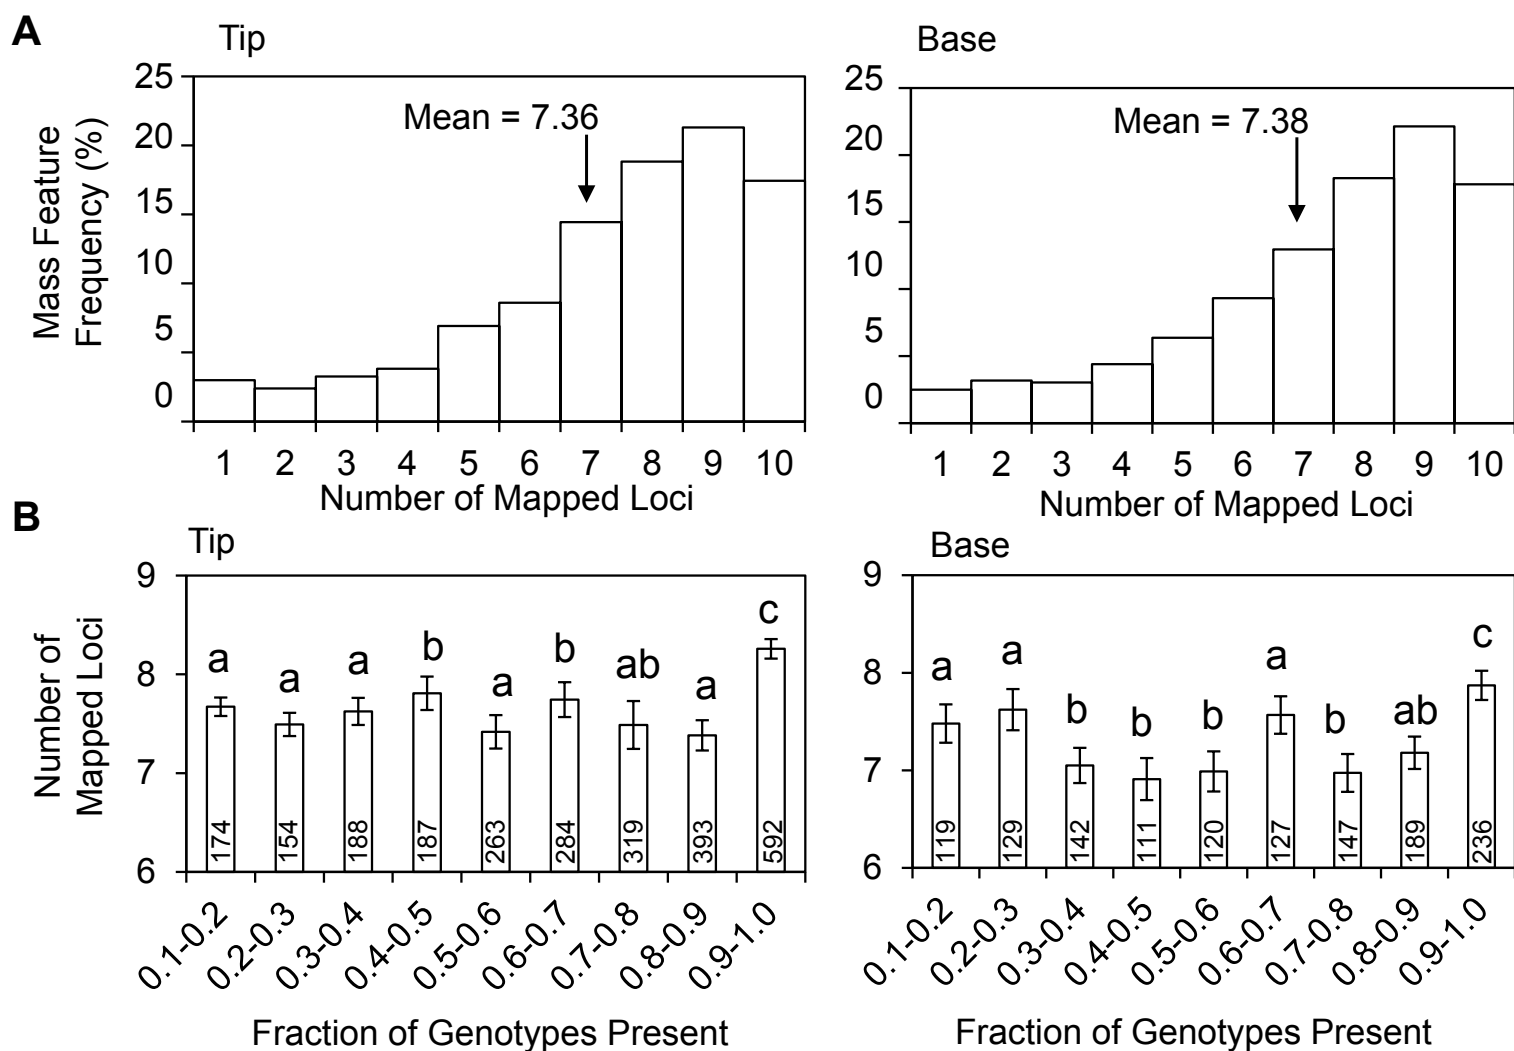 A
Tip
Base
Mass Feature
Frequency (%)
25
20
15
10
5
0
Mean = 7.36
1 2 3 4 5 6 7 8 9 10
Number of Mapped Loci
25
20
15
10
5
0
Mean = 7.38
1 2 3 4 5 6 7 8 9 10
Number of Mapped Loci
B
Tip
Number of
Mapped Loci
9
8
7
6
a a a b a b ab a c
174 154 188 187 263 284 319 393 592
0.1-0.2 0.2-0.3 0.3-0.4 0.4-0.5 0.5-0.6 0.6-0.7 0.7-0.8 0.8-0.9 0.9-1.0
Fraction of Genotypes Present
Base
9
8
7
6
a a b b b a b ab c
119 129 142 111 120 127 147 189 236
0.1-0.2 0.2-0.3 0.3-0.4 0.4-0.5 0.5-0.6 0.6-0.7 0.7-0.8 0.8-0.9 0.9-1.0
Fraction of Genotypes Present